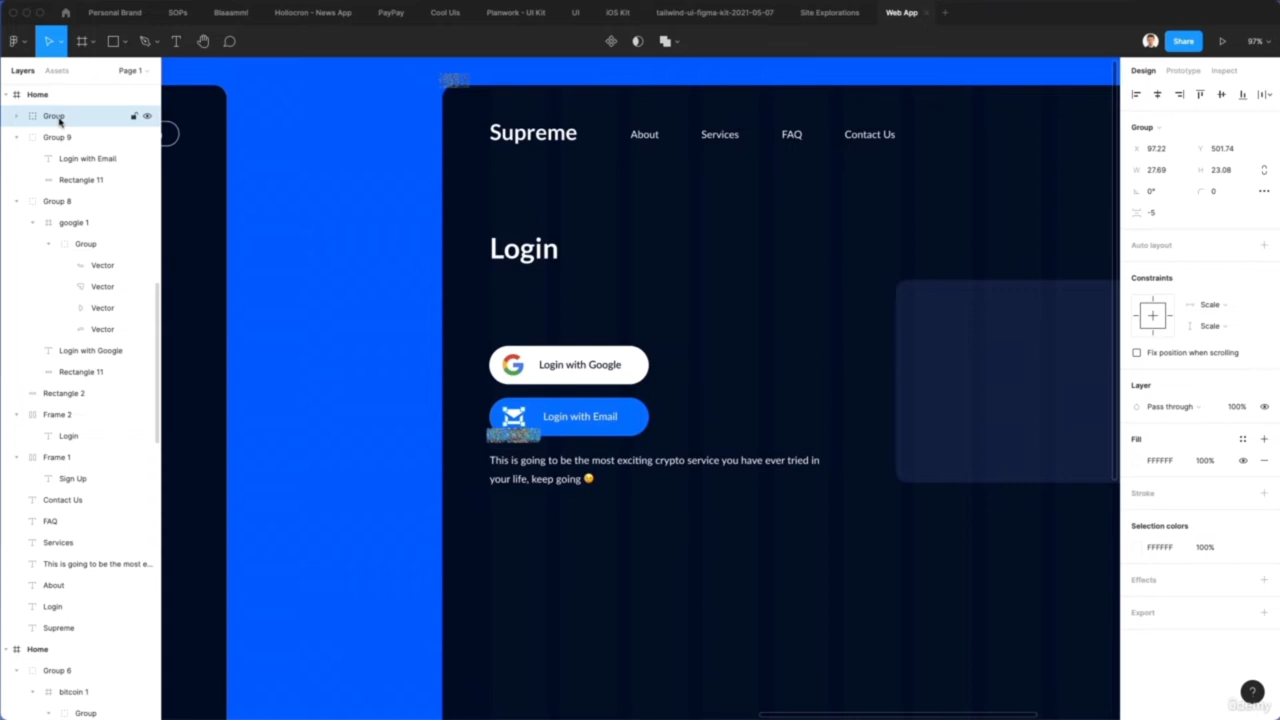 Personal Brand SOPs Blaaamm! Hollocron - News App PayPay Cool UIs Planwork - UI Kit UI iOS Kit tailwind-ui-figma-kit-2021-05-07 Site Explorations Web App
Share 97%
Layers Assets Page 1
Home
Group
Group 9
Login with Email
Rectangle 11
Group 8
google 1
Group
Vector
Vector
Vector
Vector
Login with Google
Rectangle 11
Rectangle 2
Frame 2
Login
Frame 1
Sign Up
Contact Us
FAQ
Services
This is going to be the most e...
About
Login
Supreme
Home
Group 6
bitcoin 1
Group
Supreme About Services FAQ Contact Us
Login
Login with Google
Login with Email
This is going to be the most exciting crypto service you have ever tried in
your life, keep going 😄
Design Prototype Inspect
Group
X 97.22 Y 501.74
W 27.69 H 23.08
0° 0
-5
Auto layout
Constraints
Scale
Scale
Fix position when scrolling
Layer
Pass through 100%
Fill
FFFFFF 100%
Stroke
Selection colors
FFFFFF 100%
Effects
Export
?
ûdemy